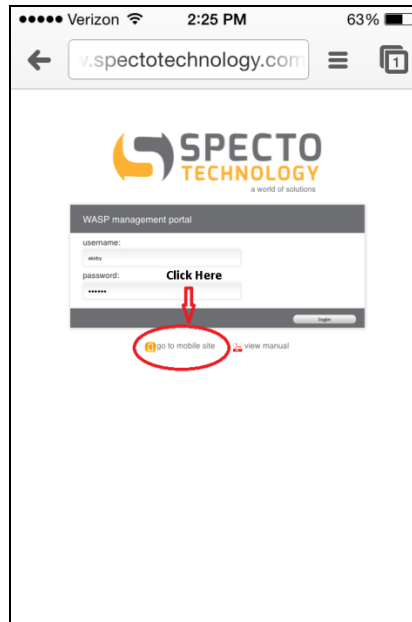 Verizon 2:25 PM 63%
v.spectotechnology.com 1
SPECTO
TECHNOLOGY
a world of solutions
WASP management portal
username:
password: Click Here
••••••
login
go to mobile site view manual